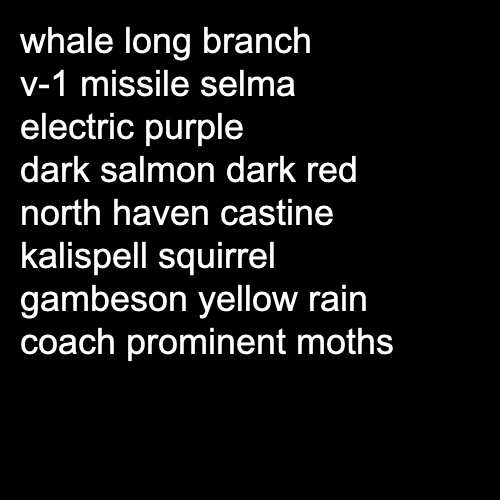 whale long branch
v-1 missile selma
electric purple
dark salmon dark red
north haven castine
kalispell squirrel
gambeson yellow rain
coach prominent moths